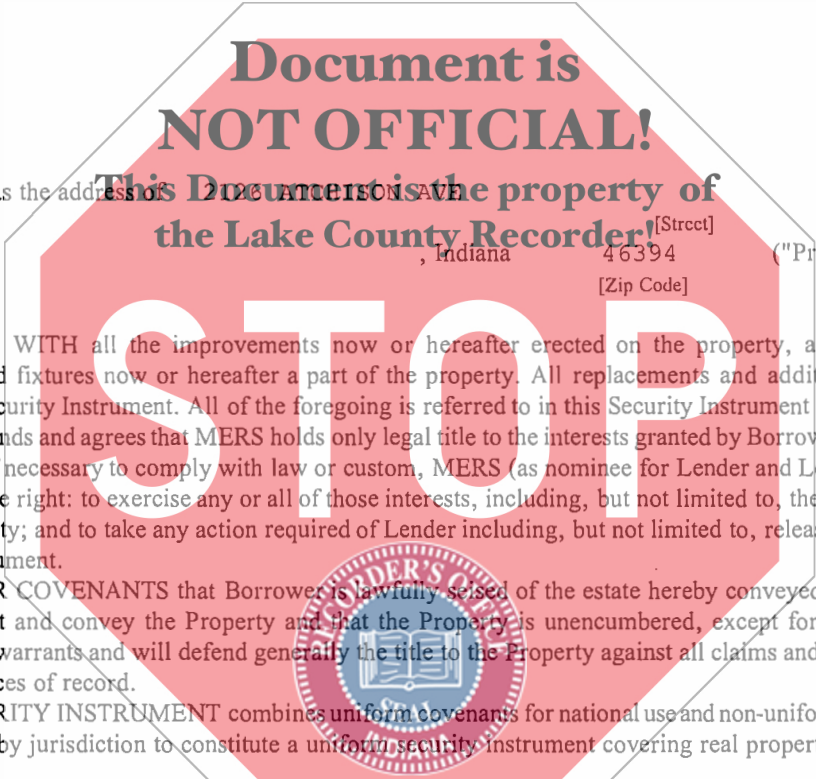 Document is
NOT OFFICIAL!
This Document is the property of
the Lake County Recorder!
s the address of 2126 ATCHISON AVE
[Street]
, Indiana 46394 ("Pr
[Zip Code]
STOP
WITH all the improvements now or hereafter erected on the property, a
d fixtures now or hereafter a part of the property. All replacements and addit
curity Instrument. All of the foregoing is referred to in this Security Instrument
nds and agrees that MERS holds only legal title to the interests granted by Borrow
necessary to comply with law or custom, MERS (as nominee for Lender and Le
e right: to exercise any or all of those interests, including, but not limited to, the
ty; and to take any action required of Lender including, but not limited to, relea
ment.
R COVENANTS that Borrower is lawfully seised of the estate hereby conveyed
t and convey the Property and that the Property is unencumbered, except for
warrants and will defend generally the title to the Property against all claims and
ces of record.
RITY INSTRUMENT combines uniform covenants for national use and non-unifo
by jurisdiction to constitute a uniform security instrument covering real propert
RECORDER'S OFFICE
SEAL
INDIANA